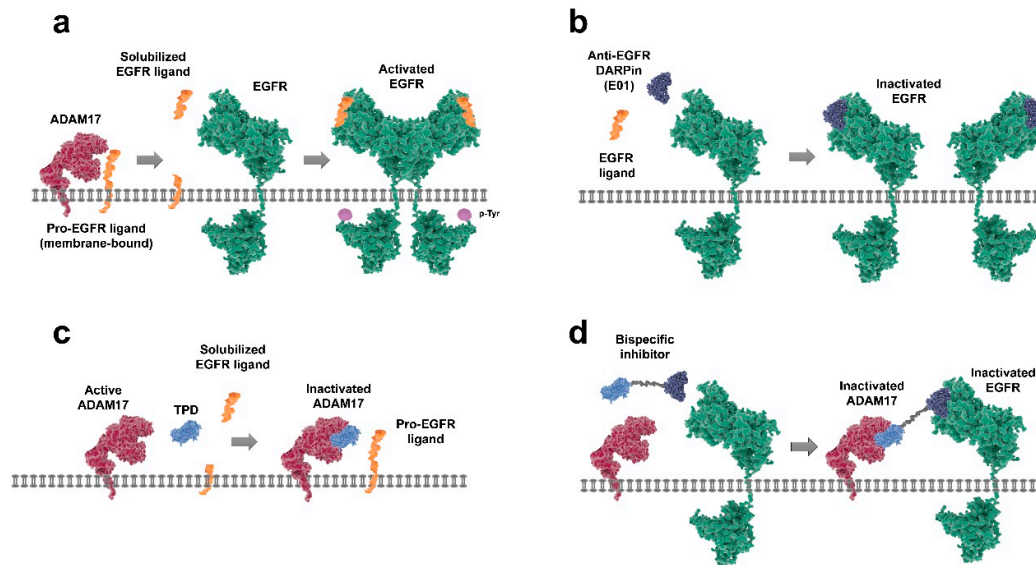 a
Solubilized
EGFR ligand
EGFR
Activated
EGFR
ADAM17
p-Tyr
Pro-EGFR ligand
(membrane-bound)
b
Anti-EGFR
DARPin
(E01)
Inactivated
EGFR
EGFR
ligand
c
Solubilized
EGFR ligand
Active
ADAM17
TPD
Inactivated
ADAM17
Pro-EGFR
ligand
d
Bispecific
inhibitor
Inactivated
ADAM17
Inactivated
EGFR